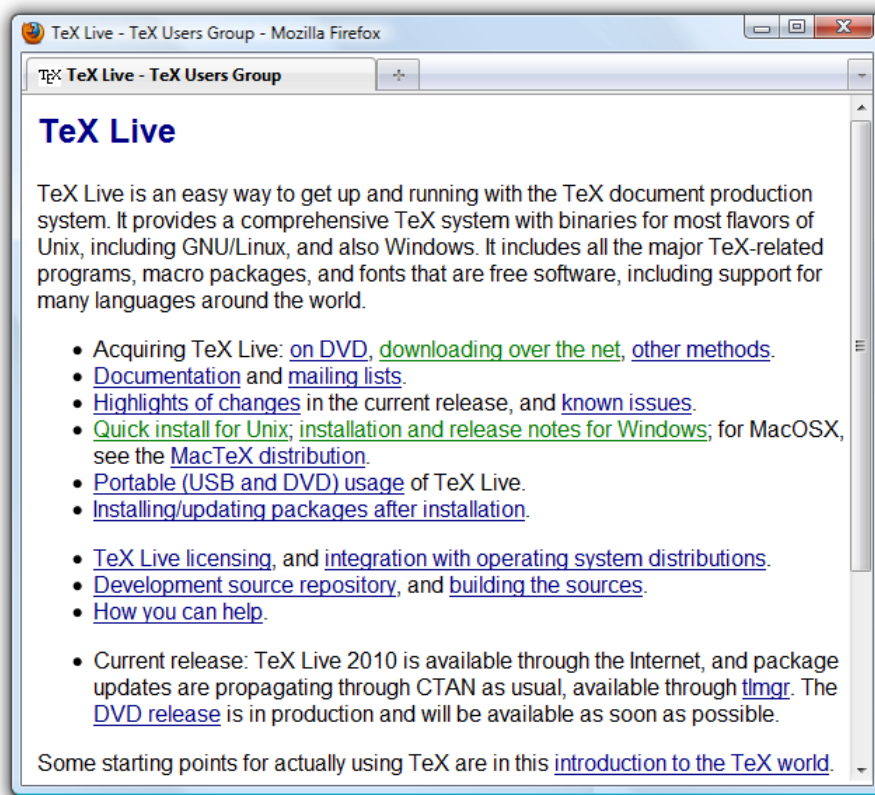 TeX Live - TeX Users Group - Mozilla Firefox
TeX TeX Live - TeX Users Group
TeX Live
TeX Live is an easy way to get up and running with the TeX document production
system. It provides a comprehensive TeX system with binaries for most flavors of
Unix, including GNU/Linux, and also Windows. It includes all the major TeX-related
programs, macro packages, and fonts that are free software, including support for
many languages around the world.
• Acquiring TeX Live: on DVD, downloading over the net, other methods.
• Documentation and mailing lists.
• Highlights of changes in the current release, and known issues.
• Quick install for Unix; installation and release notes for Windows; for MacOSX,
see the MacTeX distribution.
• Portable (USB and DVD) usage of TeX Live.
• Installing/updating packages after installation.
• TeX Live licensing, and integration with operating system distributions.
• Development source repository, and building the sources.
• How you can help.
• Current release: TeX Live 2010 is available through the Internet, and package
updates are propagating through CTAN as usual, available through tlmgr. The
DVD release is in production and will be available as soon as possible.
Some starting points for actually using TeX are in this introduction to the TeX world.